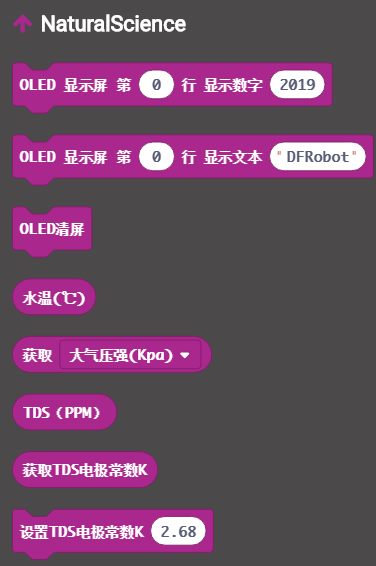 NaturalScience
OLED 显示屏 第 0 行 显示数字 2019
OLED 显示屏 第 0 行 显示文本 "DFRobot"
OLED清屏
水温(℃)
获取 大气压强(Kpa)
TDS（PPM）
获取TDS电极常数K
设置TDS电极常数K 2.68